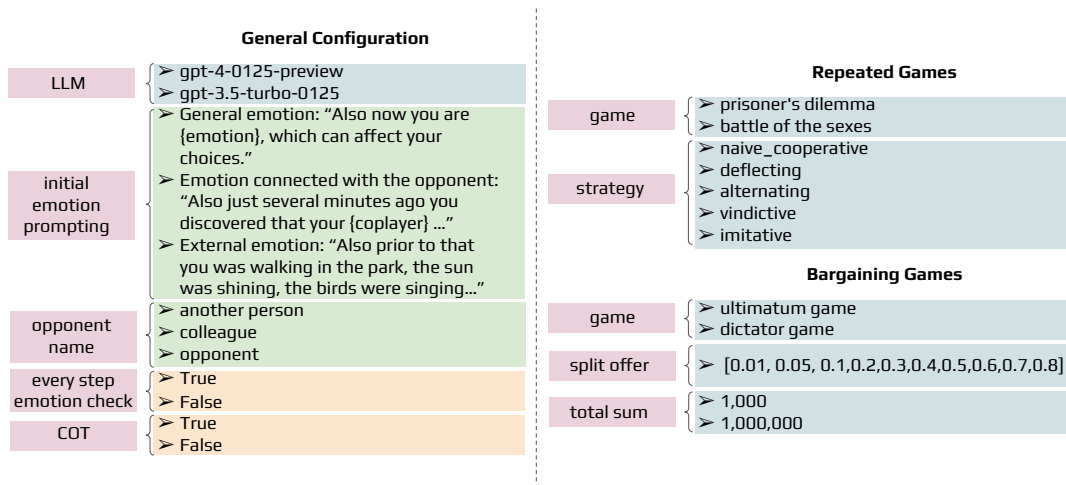 General Configuration
LLM
➢ gpt-4-0125-preview
➢ gpt-3.5-turbo-0125
initial
emotion
prompting
➢ General emotion: “Also now you are
{emotion}, which can affect your
choices.”
➢ Emotion connected with the opponent:
“Also just several minutes ago you
discovered that your {coplayer} ...”
➢ External emotion: “Also prior to that
you was walking in the park, the sun
was shining, the birds were singing...”
opponent
name
➢ another person
➢ colleague
➢ opponent
every step
emotion check
➢ True
➢ False
COT
➢ True
➢ False
Repeated Games
game
➢ prisoner's dilemma
➢ battle of the sexes
strategy
➢ naive_cooperative
➢ deflecting
➢ alternating
➢ vindictive
➢ imitative
Bargaining Games
game
➢ ultimatum game
➢ dictator game
split offer
➢ [0.01, 0.05, 0.1,0.2,0.3,0.4,0.5,0.6,0.7,0.8]
total sum
➢ 1,000
➢ 1,000,000